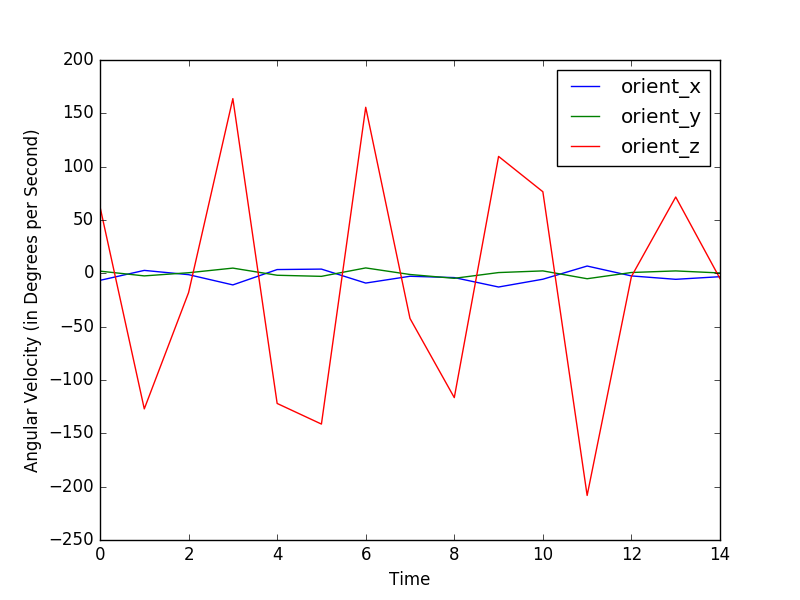 200
150
100
50
0
−50
−100
−150
−200
−250
Angular Velocity (in Degrees per Second)
orient_x
orient_y
orient_z
0 2 4 6 8 10 12 14
Time